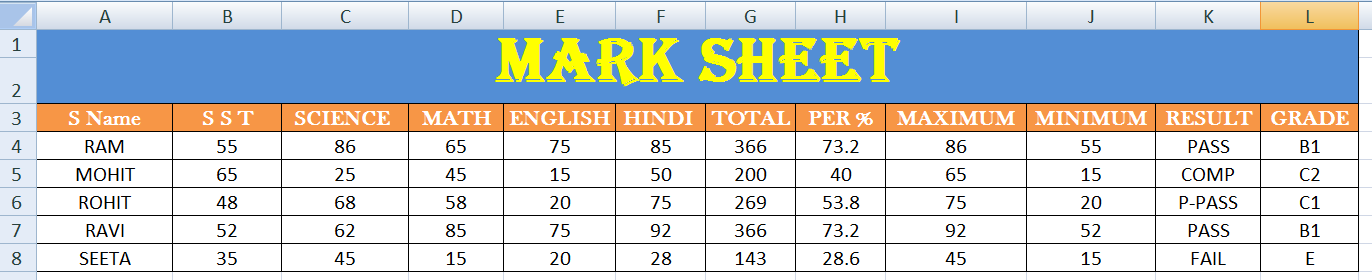 A B C D E F G H I J K L
1 MARK SHEET
2
3 S Name S S T SCIENCE MATH ENGLISH HINDI TOTAL PER % MAXIMUM MINIMUM RESULT GRADE
4 RAM 55 86 65 75 85 366 73.2 86 55 PASS B1
5 MOHIT 65 25 45 15 50 200 40 65 15 COMP C2
6 ROHIT 48 68 58 20 75 269 53.8 75 20 P-PASS C1
7 RAVI 52 62 85 75 92 366 73.2 92 52 PASS B1
8 SEETA 35 45 15 20 28 143 28.6 45 15 FAIL E